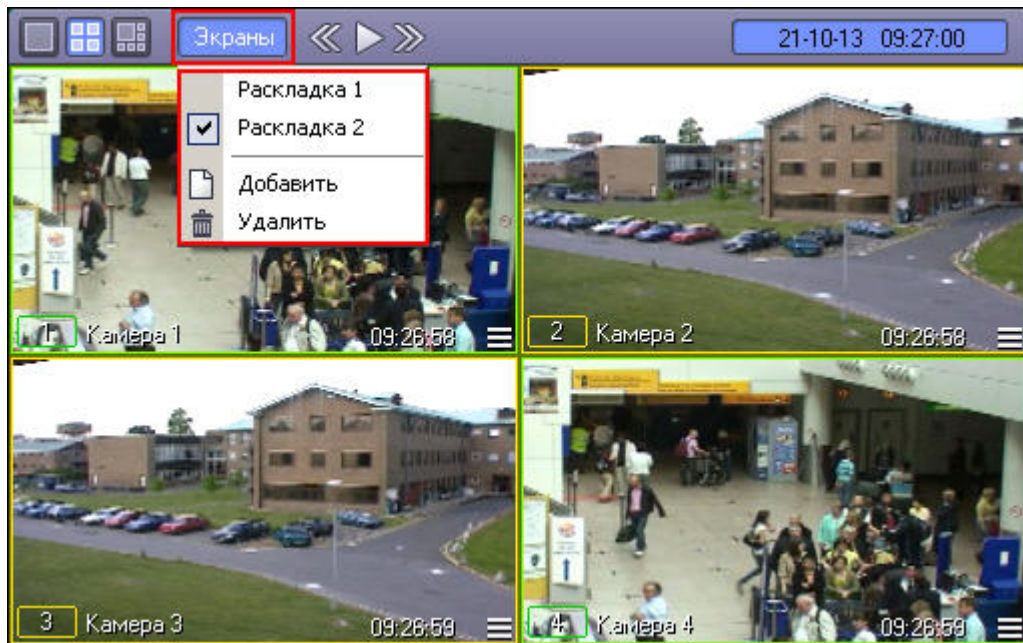 Экраны
21-10-13 09:27:00
Раскладка 1
Раскладка 2
Добавить
Удалить
1 Камера 1 09:26:59
2 Камера 2 09:26:58
3 Камера 3 09:26:59
4 Камера 4 09:26:59